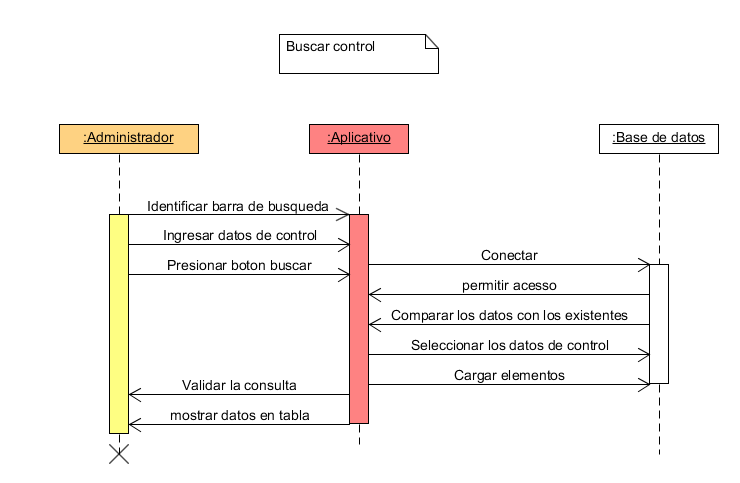 Buscar control
:Administrador
:Aplicativo
:Base de datos
Identificar barra de busqueda
Ingresar datos de control
Presionar boton buscar
Conectar
permitir acesso
Comparar los datos con los existentes
Seleccionar los datos de control
Cargar elementos
Validar la consulta
mostrar datos en tabla